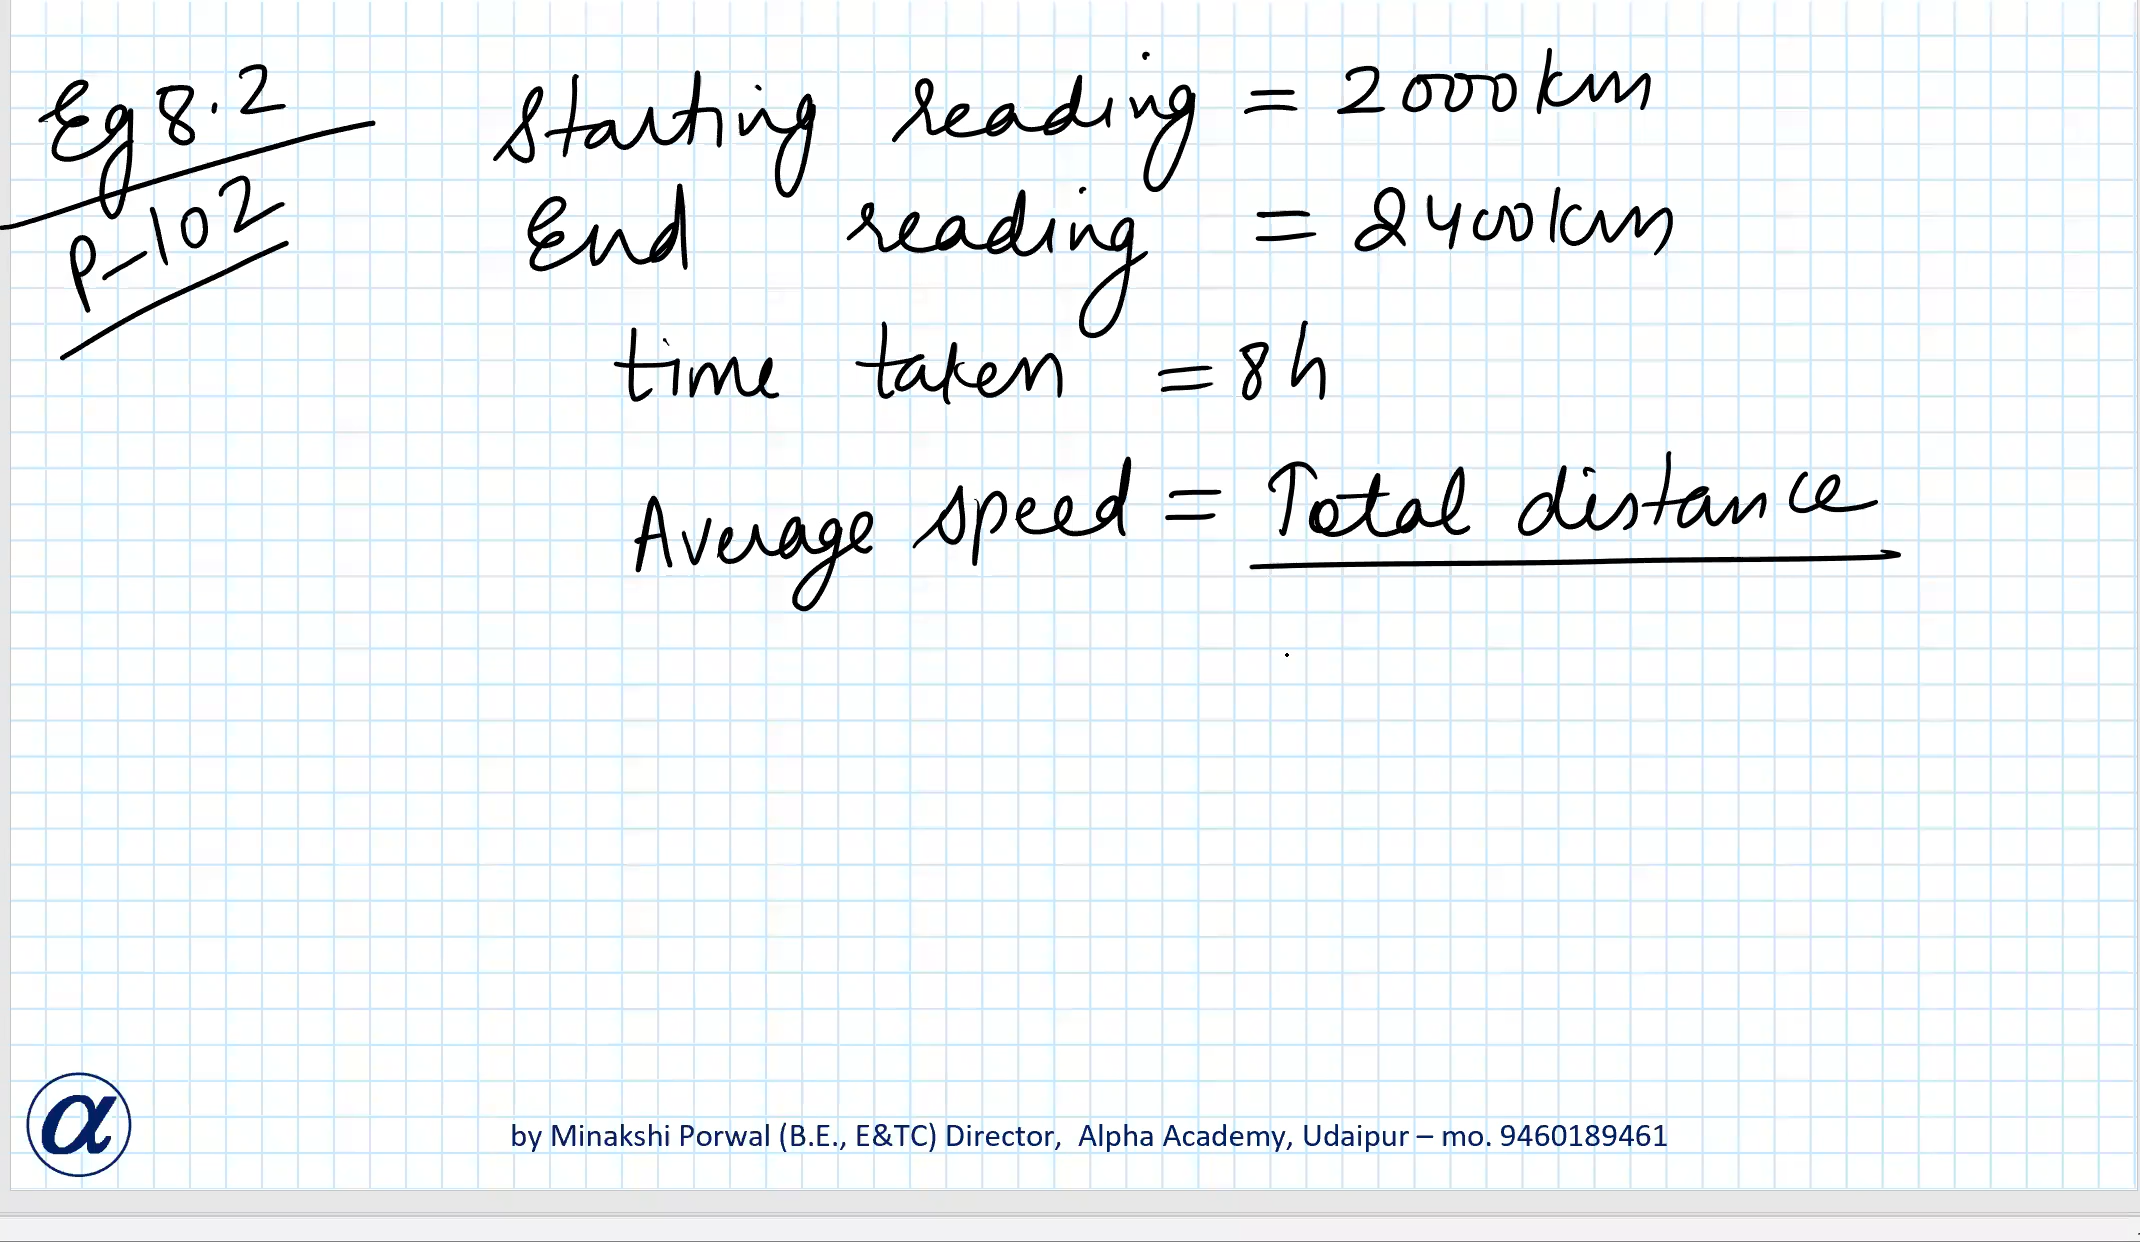 Eg 8.2
P-102
Starting reading = 2000 km
End reading = 2400 km
time taken = 8h
Average speed = Total distance
α
by Minakshi Porwal (B.E., E&TC) Director, Alpha Academy, Udaipur – mo. 9460189461